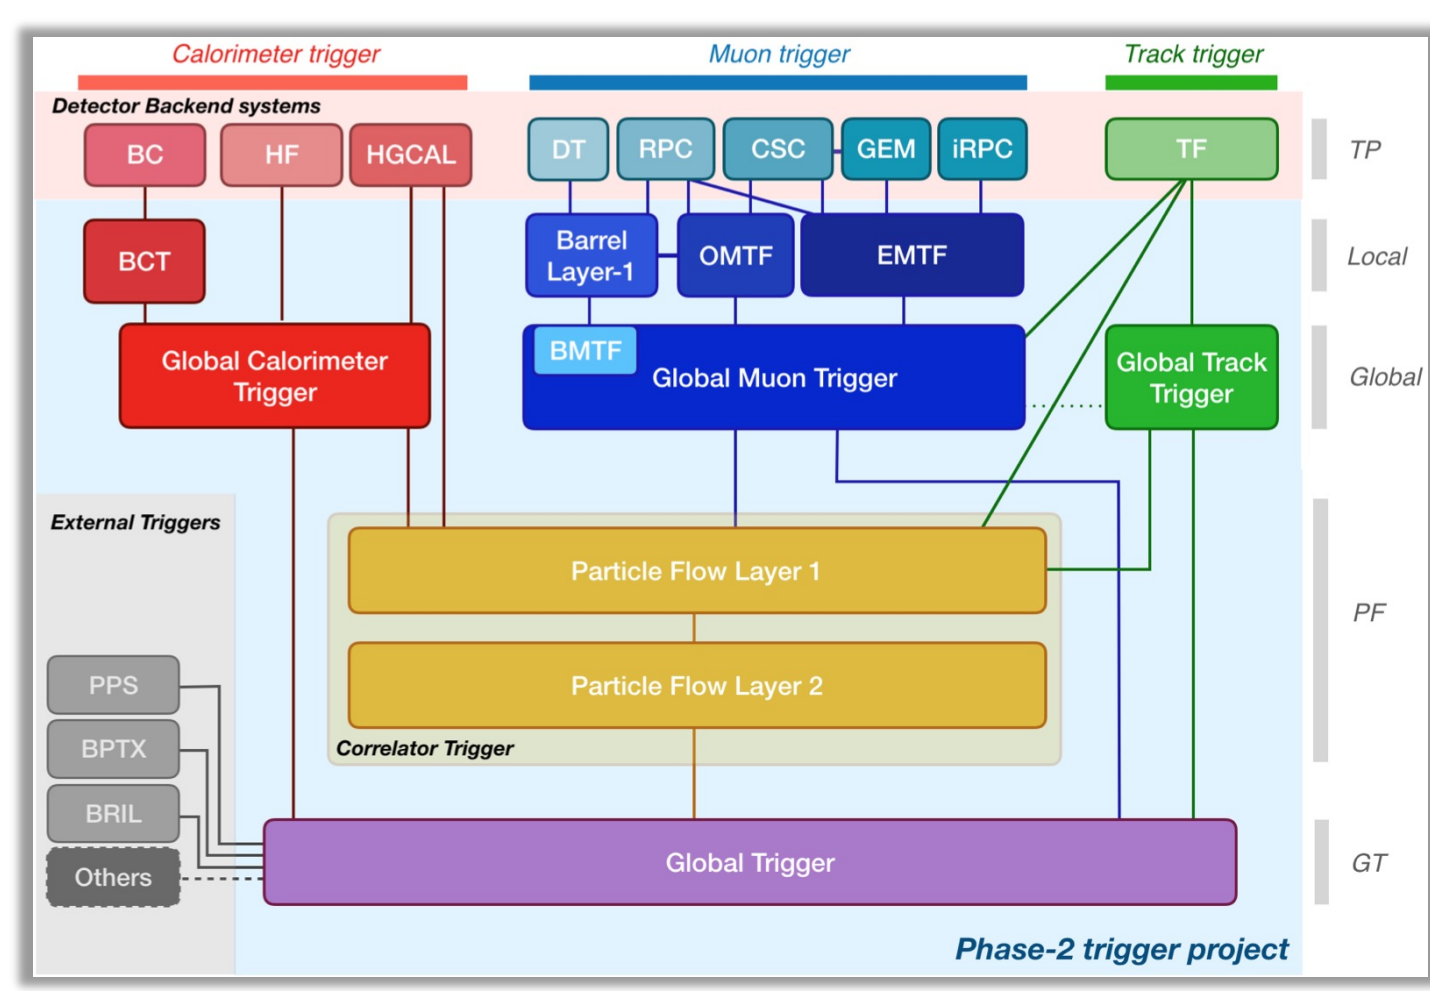 Calorimeter trigger
Muon trigger
Track trigger
Detector Backend systems
BC
HF
HGCAL
DT
RPC
CSC
GEM
iRPC
TF
TP
BCT
Barrel
Layer-1
OMTF
EMTF
Local
Global Calorimeter
Trigger
BMTF
Global Muon Trigger
Global Track
Trigger
Global
External Triggers
Particle Flow Layer 1
PF
Particle Flow Layer 2
Correlator Trigger
PPS
BPTX
BRIL
Others
Global Trigger
GT
Phase-2 trigger project